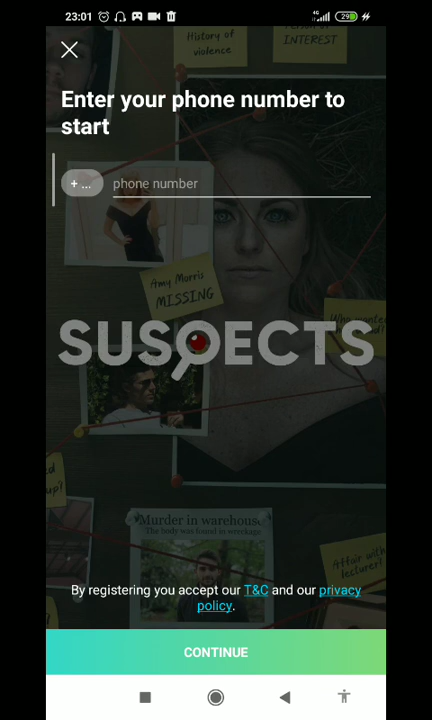 23:01
4G
29
History of
violence
INTEREST
Enter your phone number to
start
+ ...
phone number
Amy Morris
MISSING
SUSPECTS
Murder in warehouse
The body was found in wreckage
Affair with
lecturer?
By registering you accept our T&C and our privacy
policy.
CONTINUE